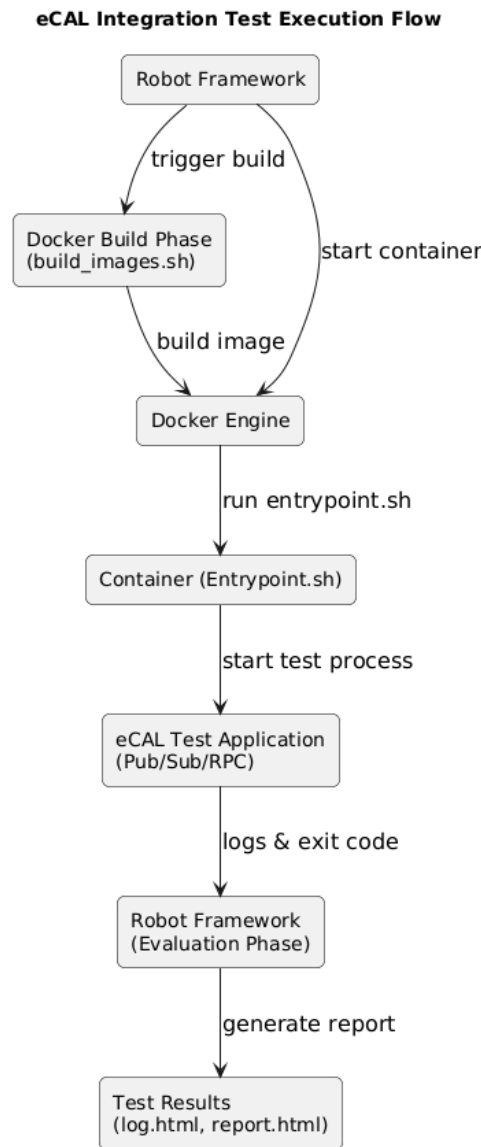 eCAL Integration Test Execution Flow
Robot Framework
trigger build
Docker Build Phase
(build_images.sh)
start container
build image
Docker Engine
run entrypoint.sh
Container (Entrypoint.sh)
start test process
eCAL Test Application
(Pub/Sub/RPC)
logs & exit code
Robot Framework
(Evaluation Phase)
generate report
Test Results
(log.html, report.html)